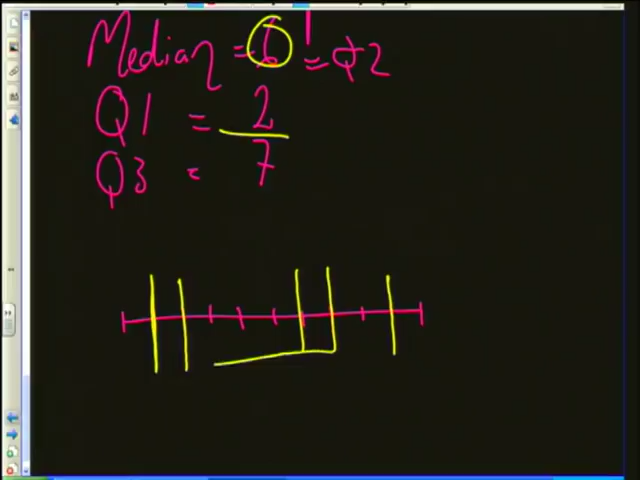 Median = 6 = Q2
Q1 = 2
Q3 = 7